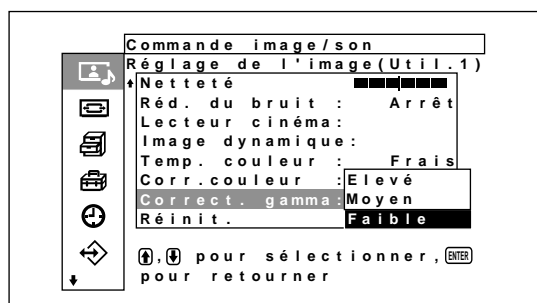 Commande image/son
Réglage de l'image(Util.1)
Netteté
Réd. du bruit : Arrêt
Lecteur cinéma:
Image dynamique:
Temp. couleur : Frais
Corr.couleur :Elevé
Correct. gamma:Moyen
Réinit. Faible
, pour sélectionner, ENTER
pour retourner